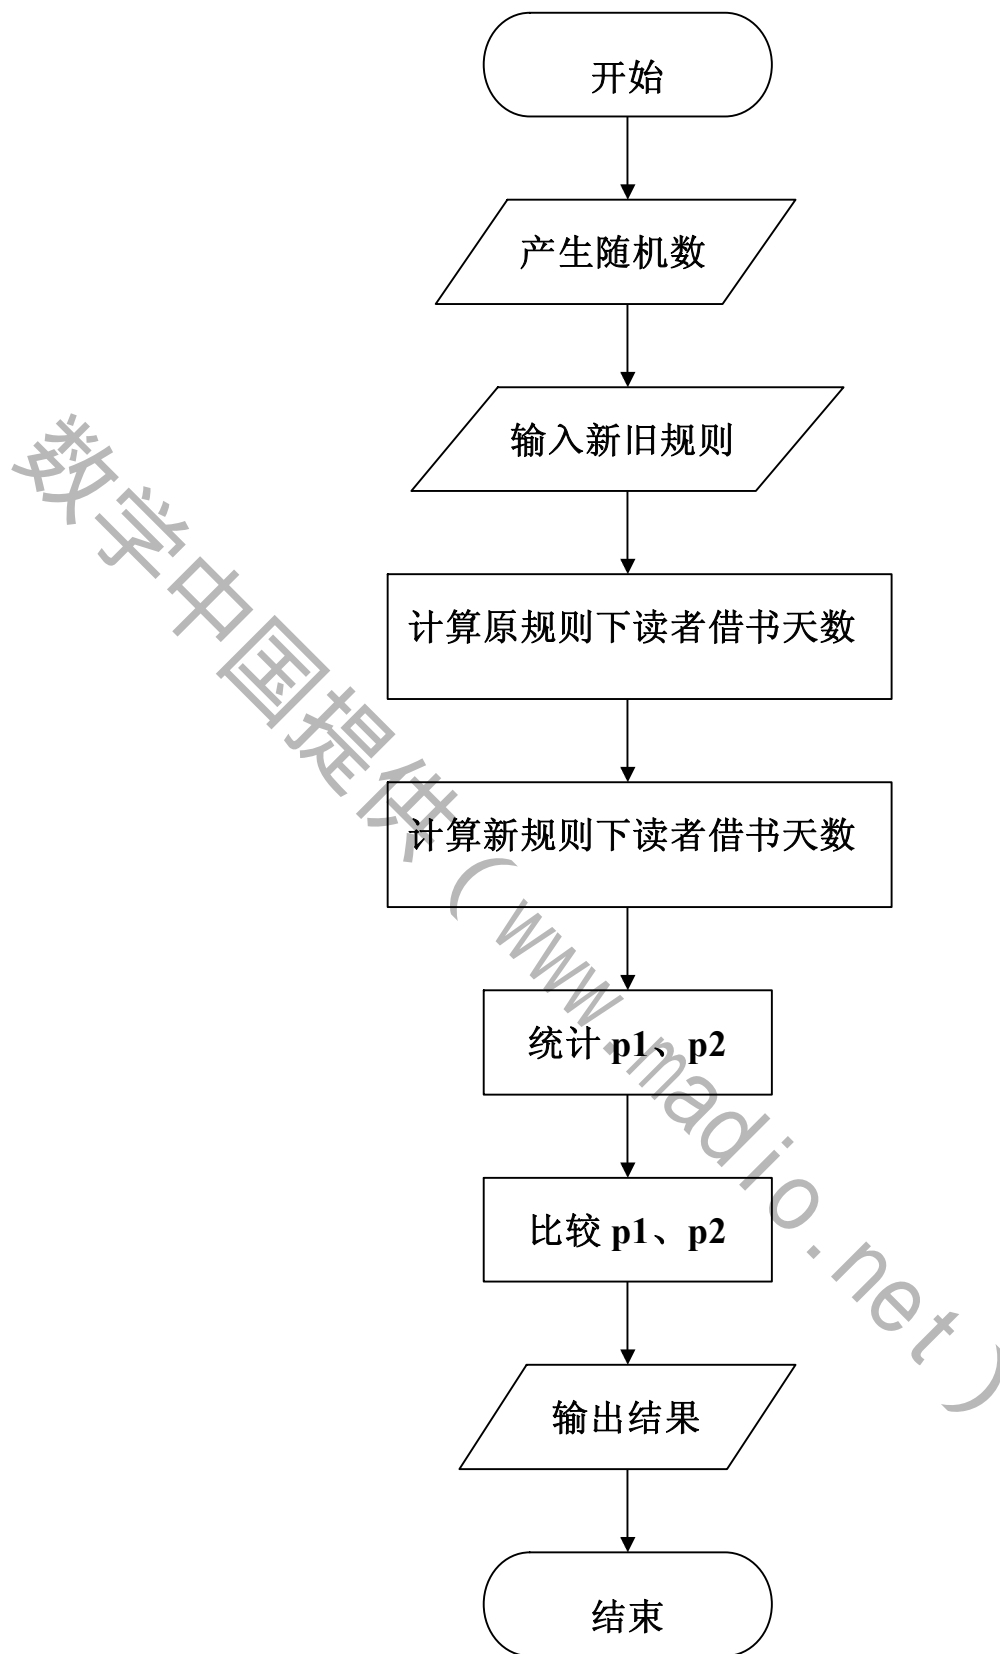 开始
产生随机数
输入新旧规则
计算原规则下读者借书天数
计算新规则下读者借书天数
统计 p1、p2
比较 p1、p2
输出结果
结束
数学中国提供(www.madio.net)